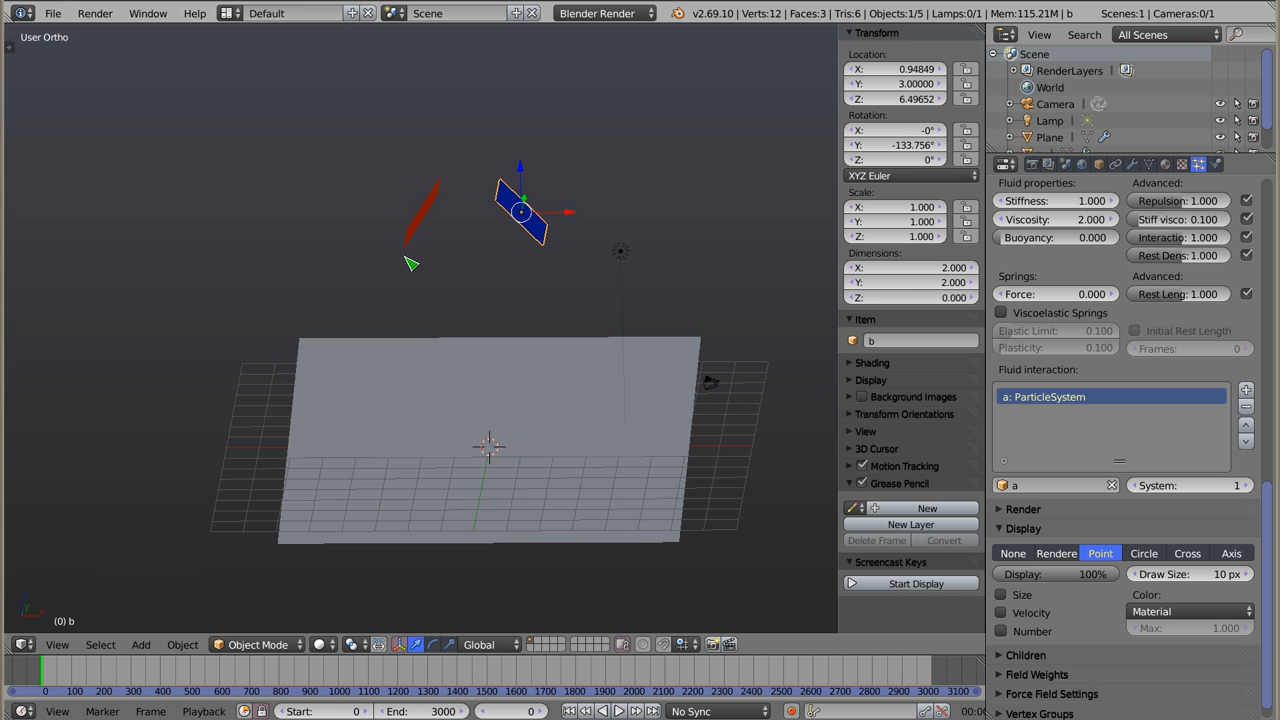 File Render Window Help Default Scene Blender Render v2.69.10 | Verts:12 | Faces:3 | Tris:6 | Objects:1/5 | Lamps:0/1 | Mem:115.21M | b Scenes:1 | Cameras:0/1
User Ortho
(0) b
View Select Add Object Object Mode Global
Transform
Location:
X: 0.94849
Y: 3.00000
Z: 6.49652
Rotation:
X: -0°
Y: -133.756°
Z: 0°
XYZ Euler
Scale:
X: 1.000
Y: 1.000
Z: 1.000
Dimensions:
X: 2.000
Y: 2.000
Z: 0.000
Item
b
Shading
Display
Background Images
Transform Orientations
View
3D Cursor
Motion Tracking
Grease Pencil
New
New Layer
Delete Frame Convert
Screencast Keys
Start Display
View Search All Scenes
Scene
RenderLayers
World
Camera
Lamp
Plane
Fluid properties: Advanced:
Stiffness: 1.000 Repulsion: 1.000
Viscosity: 2.000 Stiff visco: 0.100
Buoyancy: 0.000 Interactio: 1.000
Rest Dens: 1.000
Springs: Advanced:
Force: 0.000 Rest Leng: 1.000
Viscoelastic Springs
Elastic Limit: 0.100 Initial Rest Length
Plasticity: 0.100 Frames: 0
Fluid interaction:
a: ParticleSystem
a System: 1
Render
Display
None Rendere Point Circle Cross Axis
Display: 100% Draw Size: 10 px
Size Color:
Velocity Material
Number Max: 1.000
Children
Field Weights
Force Field Settings
Vertex Groups
0 100 200 300 400 500 600 700 800 900 1000 1100 1200 1300 1400 1500 1600 1700 1800 1900 2000 2100 2200 2300 2400 2500 2600 2700 2800 2900 3000 3100
View Marker Frame Playback Start: 0 End: 3000 0 No Sync 00:0